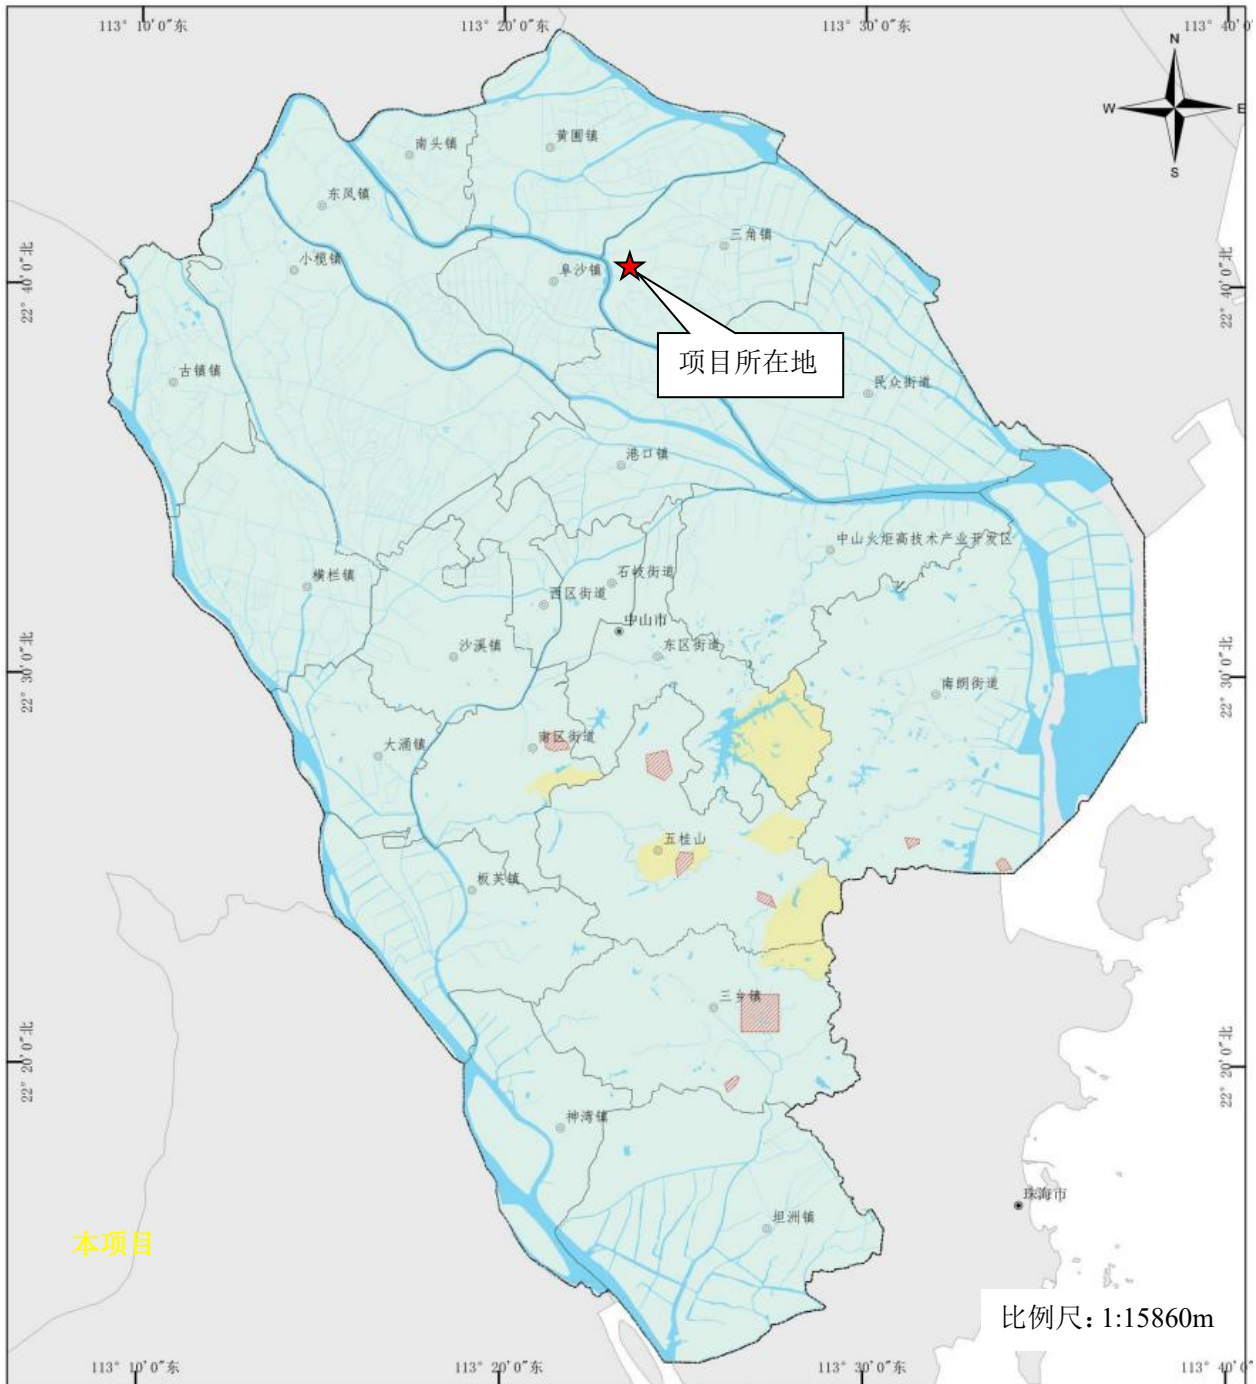 113° 10′0″东
113° 20′0″东
113° 30′0″东
113° 40′0″东
N
W
E
S
南头镇
黄圃镇
东凤镇
三角镇
小榄镇
阜沙镇
22° 40′0″北
22° 40′0″北
项目所在地
古镇镇
民众街道
港口镇
中山火炬高技术产业开发区
横栏镇
石岐街道
西区街道
中山市
沙溪镇
东区街道
22° 30′0″北
22° 30′0″北
南朗街道
大涌镇
南区街道
五桂山
板芙镇
三乡镇
22° 20′0″北
22° 20′0″北
神湾镇
珠海市
坦洲镇
本项目
比例尺：1:15860m
113° 10′0″东
113° 20′0″东
113° 30′0″东
113° 40′0″东